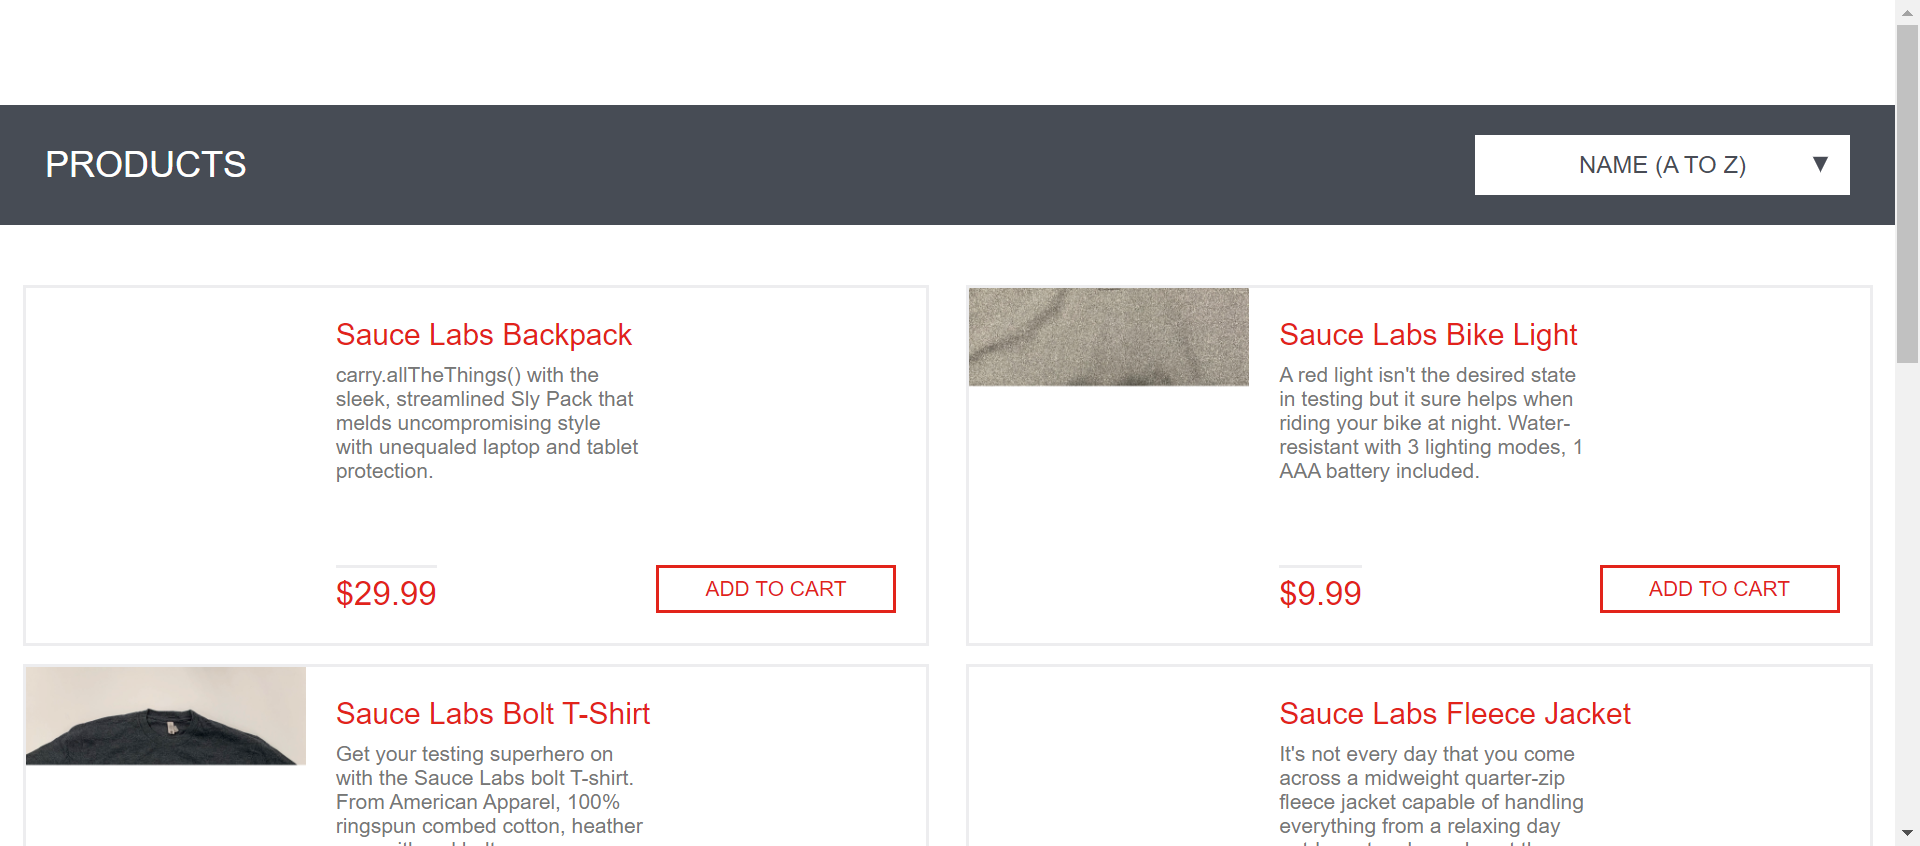 PRODUCTS
NAME (A TO Z)
Sauce Labs Backpack
carry.allTheThings() with the
sleek, streamlined Sly Pack that
melds uncompromising style
with unequaled laptop and tablet
protection.
$29.99
ADD TO CART
Sauce Labs Bike Light
A red light isn't the desired state
in testing but it sure helps when
riding your bike at night. Water-
resistant with 3 lighting modes, 1
AAA battery included.
$9.99
ADD TO CART
Sauce Labs Bolt T-Shirt
Get your testing superhero on
with the Sauce Labs bolt T-shirt.
From American Apparel, 100%
ringspun combed cotton, heather
Sauce Labs Fleece Jacket
It's not every day that you come
across a midweight quarter-zip
fleece jacket capable of handling
everything from a relaxing day